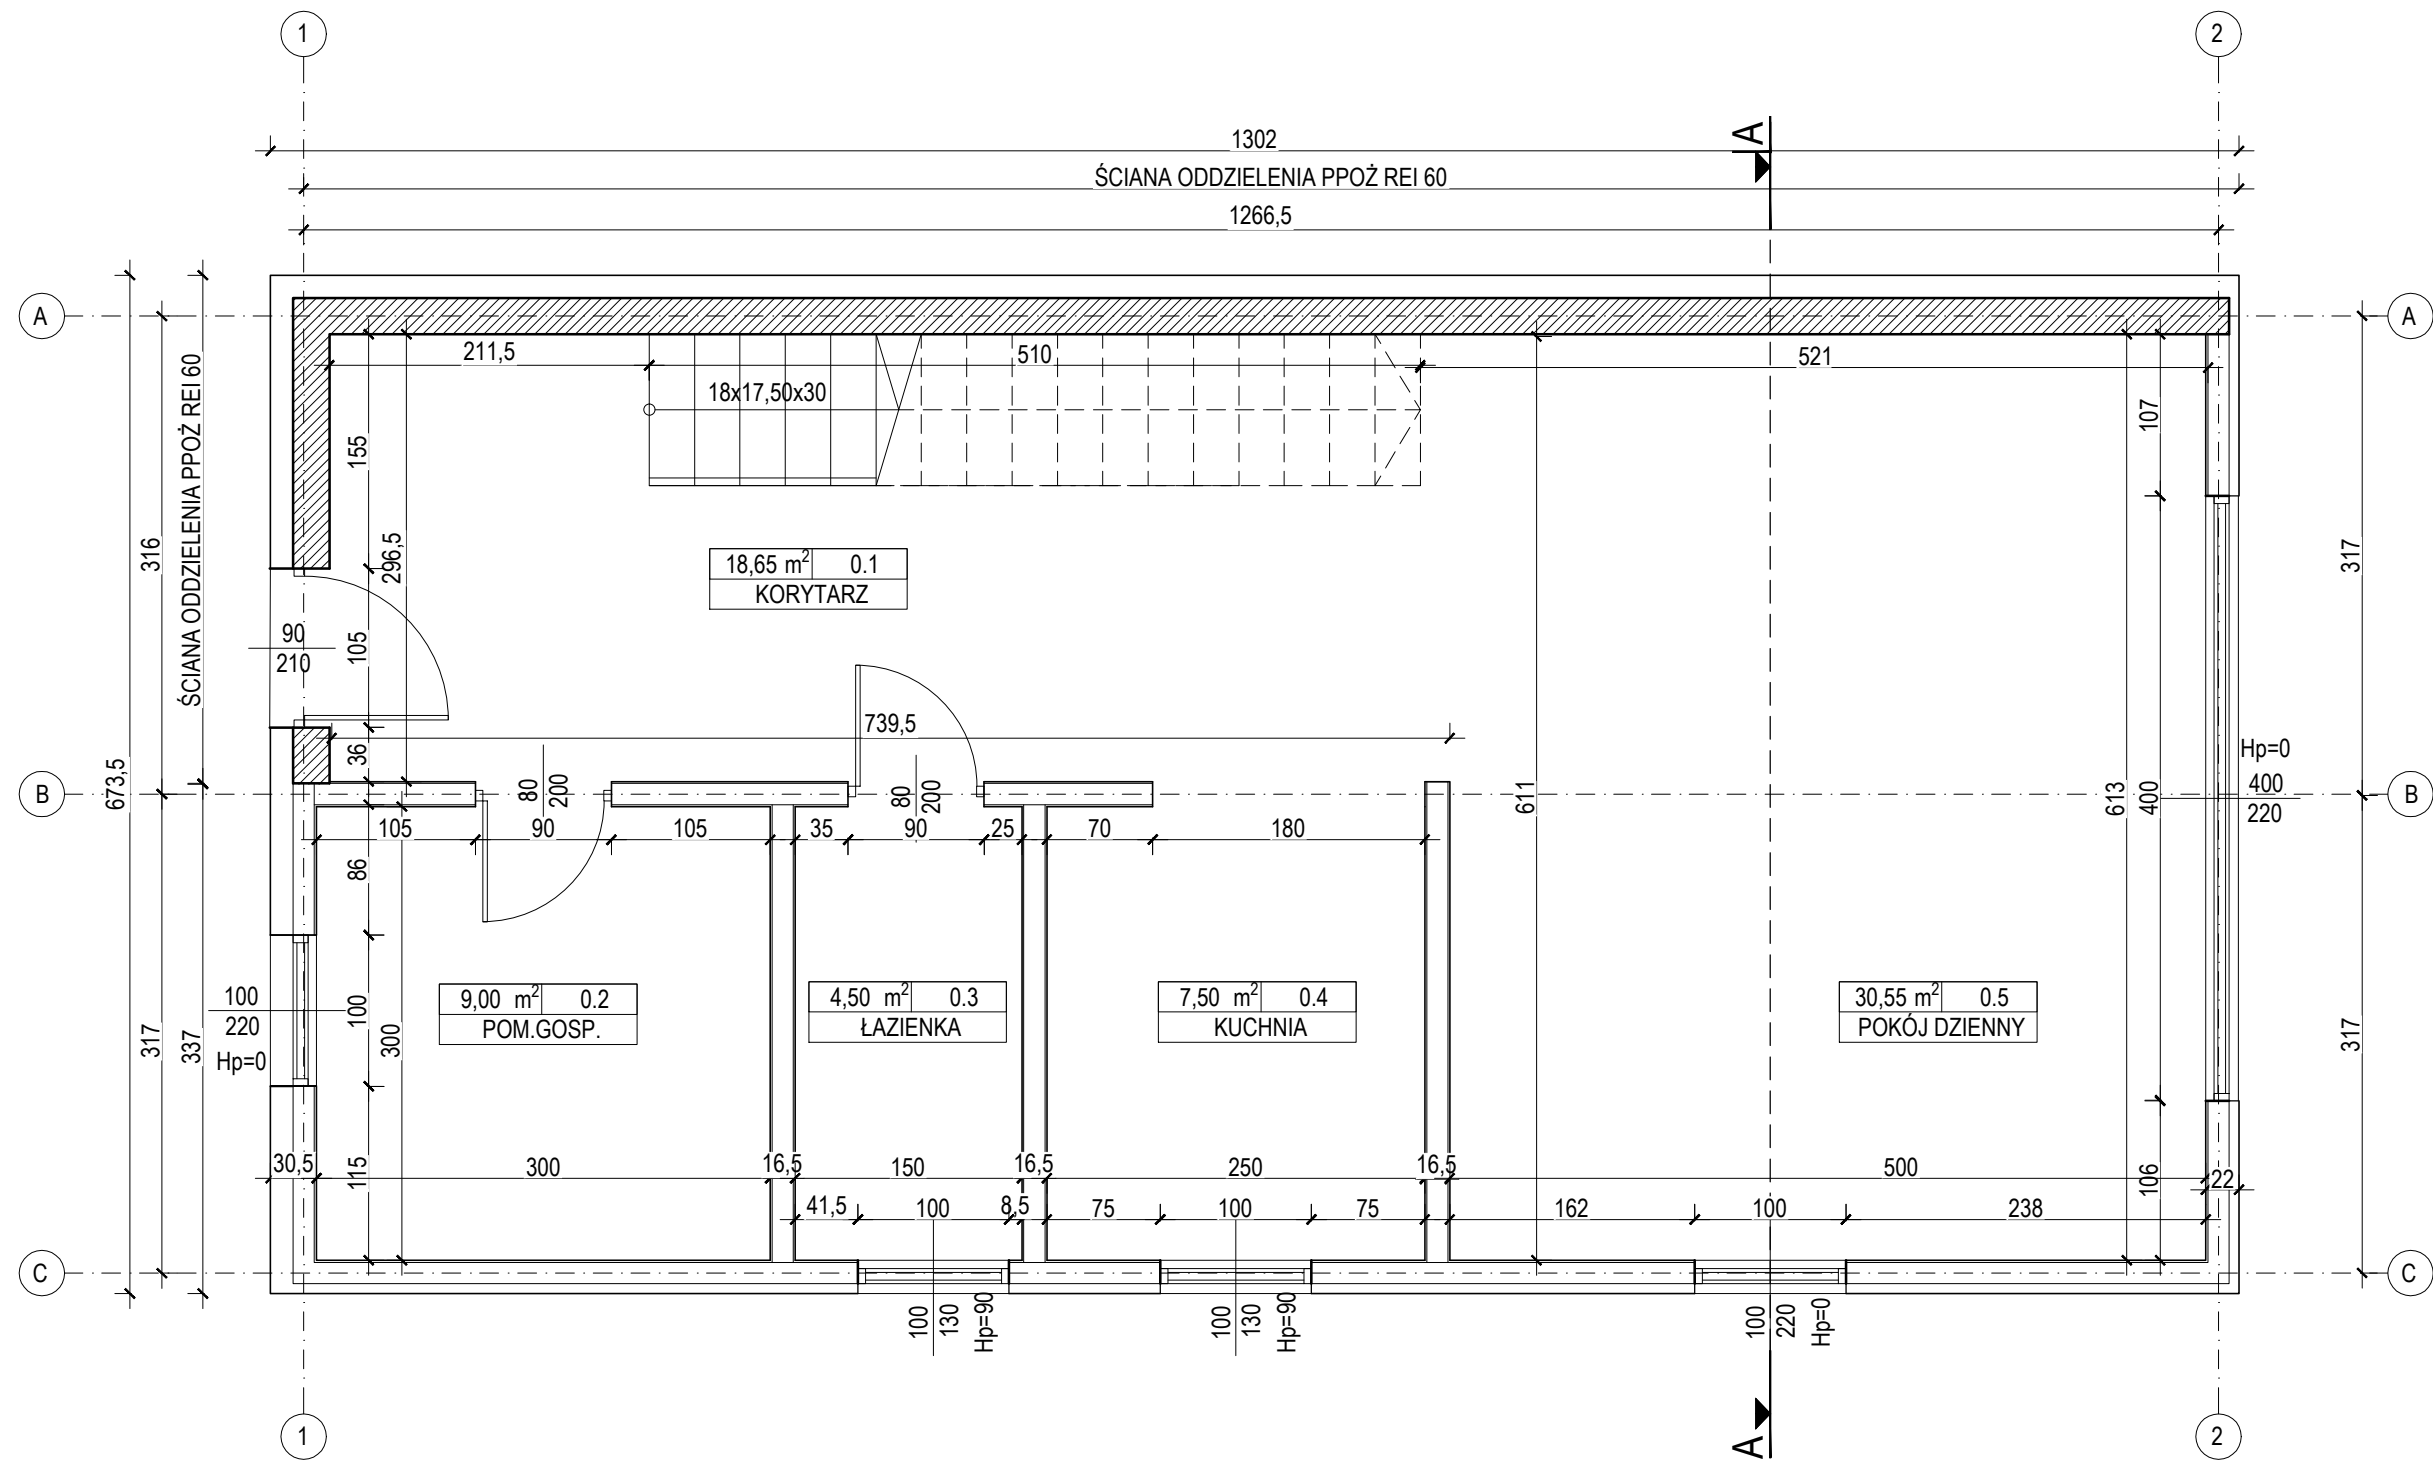 1
2
1302
A
ŚCIANA ODDZIELENIA PPOŻ REI 60
1266,5
A
A
211,5
510
521
18x17,50x30
107
155
ŚCIANA ODDZIELENIA PPOŻ REI 60
316
296,5
317
18,65 m²
0.1
KORYTARZ
90
210
105
739,5
36
80
200
80
200
Hp=0
400
220
673,5
B
B
611
613
400
105
90
105
35
90
25
70
180
86
100
220
Hp=0
100
300
317
337
9,00 m²
0.2
POM.GOSP.
4,50 m²
0.3
ŁAZIENKA
7,50 m²
0.4
KUCHNIA
30,55 m²
0.5
POKÓJ DZIENNY
317
30,5
115
300
16,5
150
16,5
250
16,5
500
106
22
41,5
100
8,5
75
100
75
162
100
238
C
C
100
130
Hp=90
100
130
Hp=90
100
220
Hp=0
1
A
2